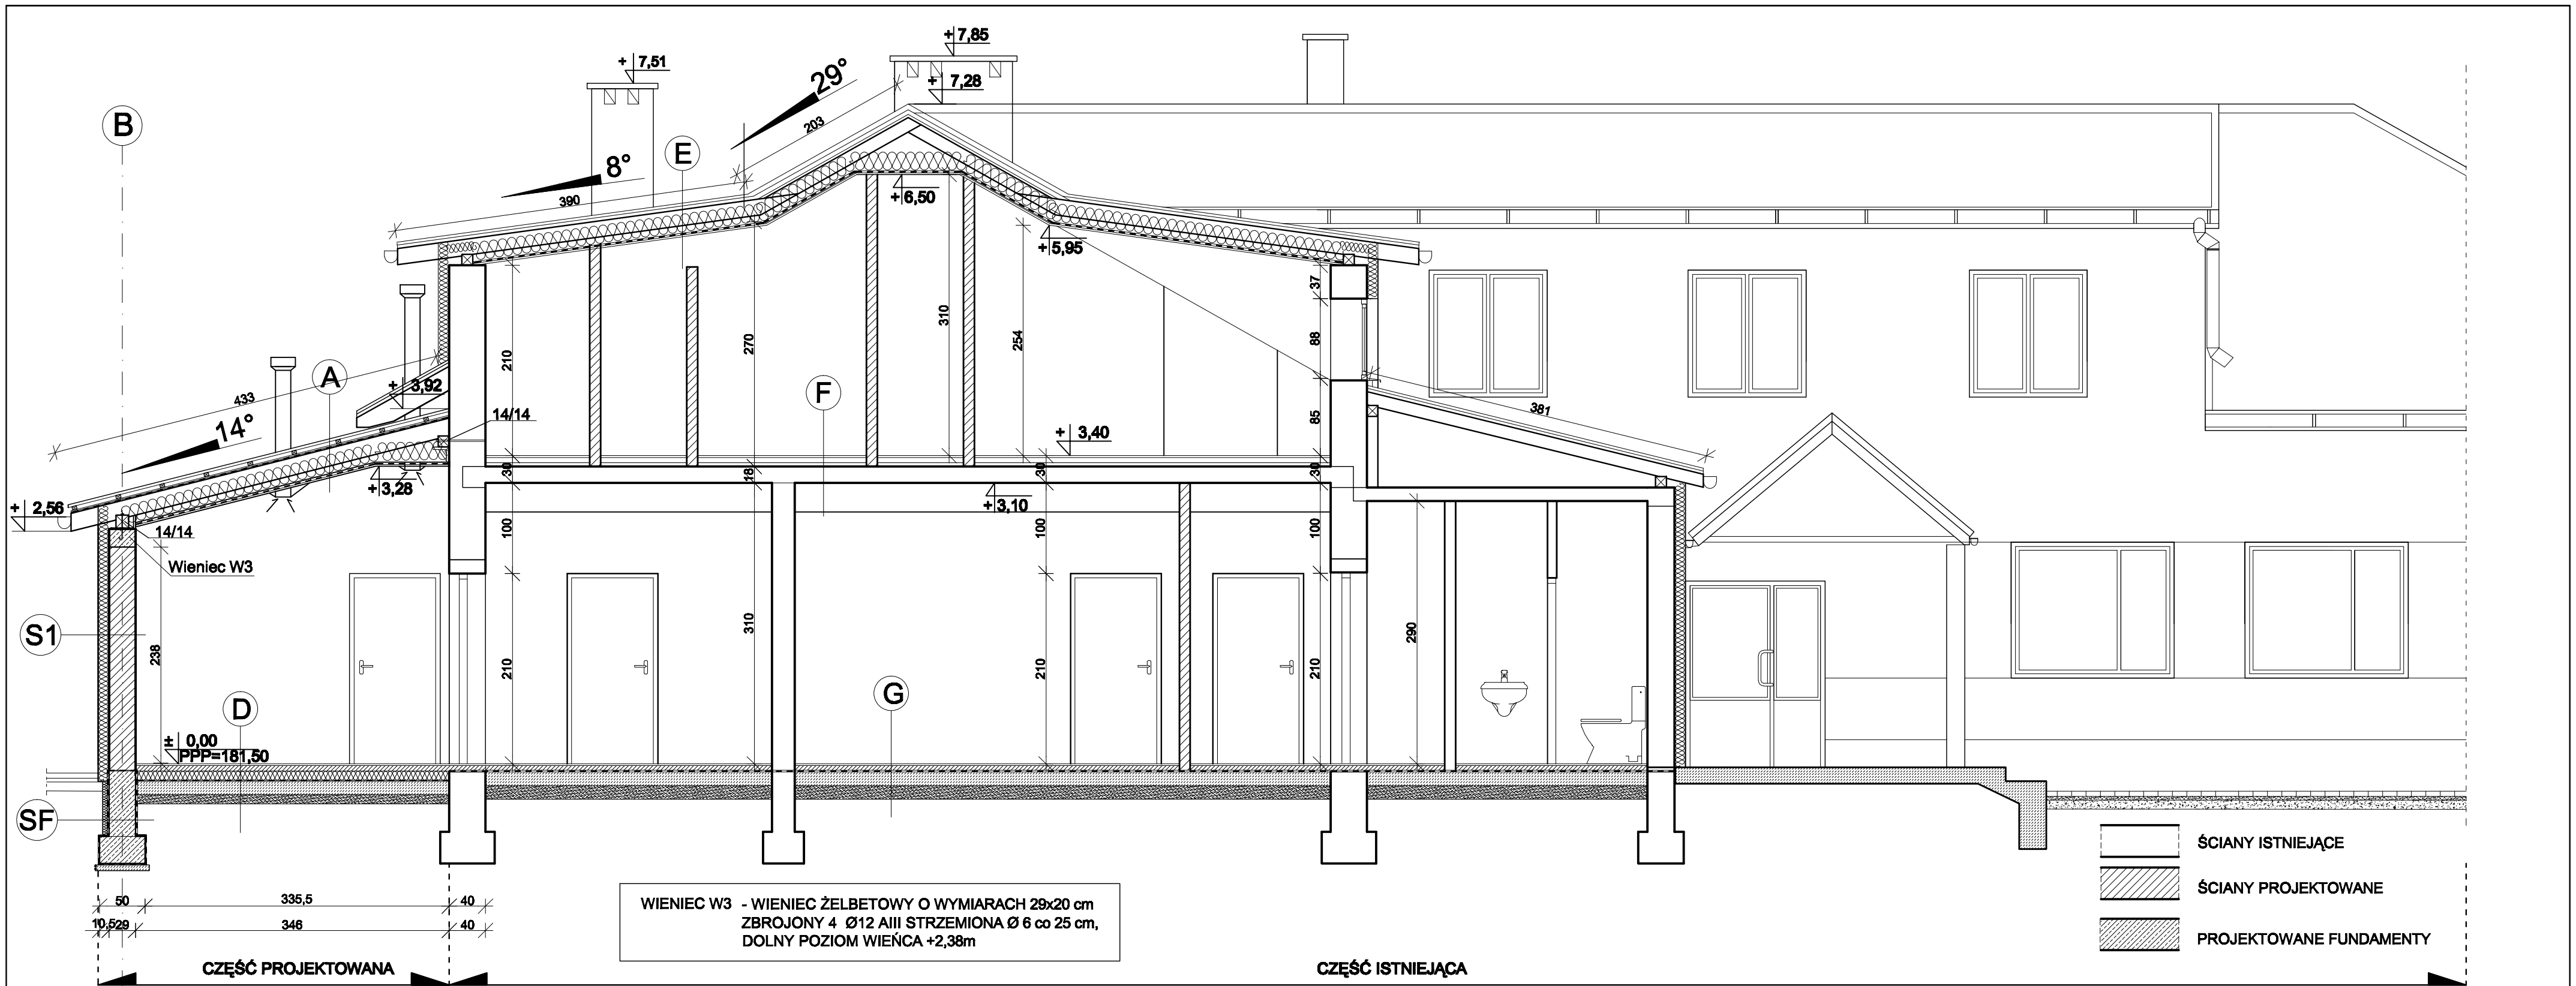 + 7,85
+ 7,51
29°
+ 7,28
203
B
E
8°
390
+ 6,50
+ 5,95
37
210
270
310
254
88
A
F
+ 3,92
433
14/14
381
85
14°
+ 3,40
30
18
30
30
+ 3,28
+ 3,10
+ 2,56
14/14
100
100
100
Wieniec W3
S1
238
310
290
210
210
210
D
G
± 0,00
PPP=181,50
SF
ŚCIANY ISTNIEJĄCE
ŚCIANY PROJEKTOWANE
PROJEKTOWANE FUNDAMENTY
50 335,5 40
10,5 29 346 40
WIENIEC W3 - WIENIEC ŻELBETOWY O WYMIARACH 29x20 cm
ZBROJONY 4 Ø12 AIII STRZEMIONA Ø 6 co 25 cm,
DOLNY POZIOM WIEŃCA +2,38m
CZĘŚĆ PROJEKTOWANA
CZĘŚĆ ISTNIEJĄCA